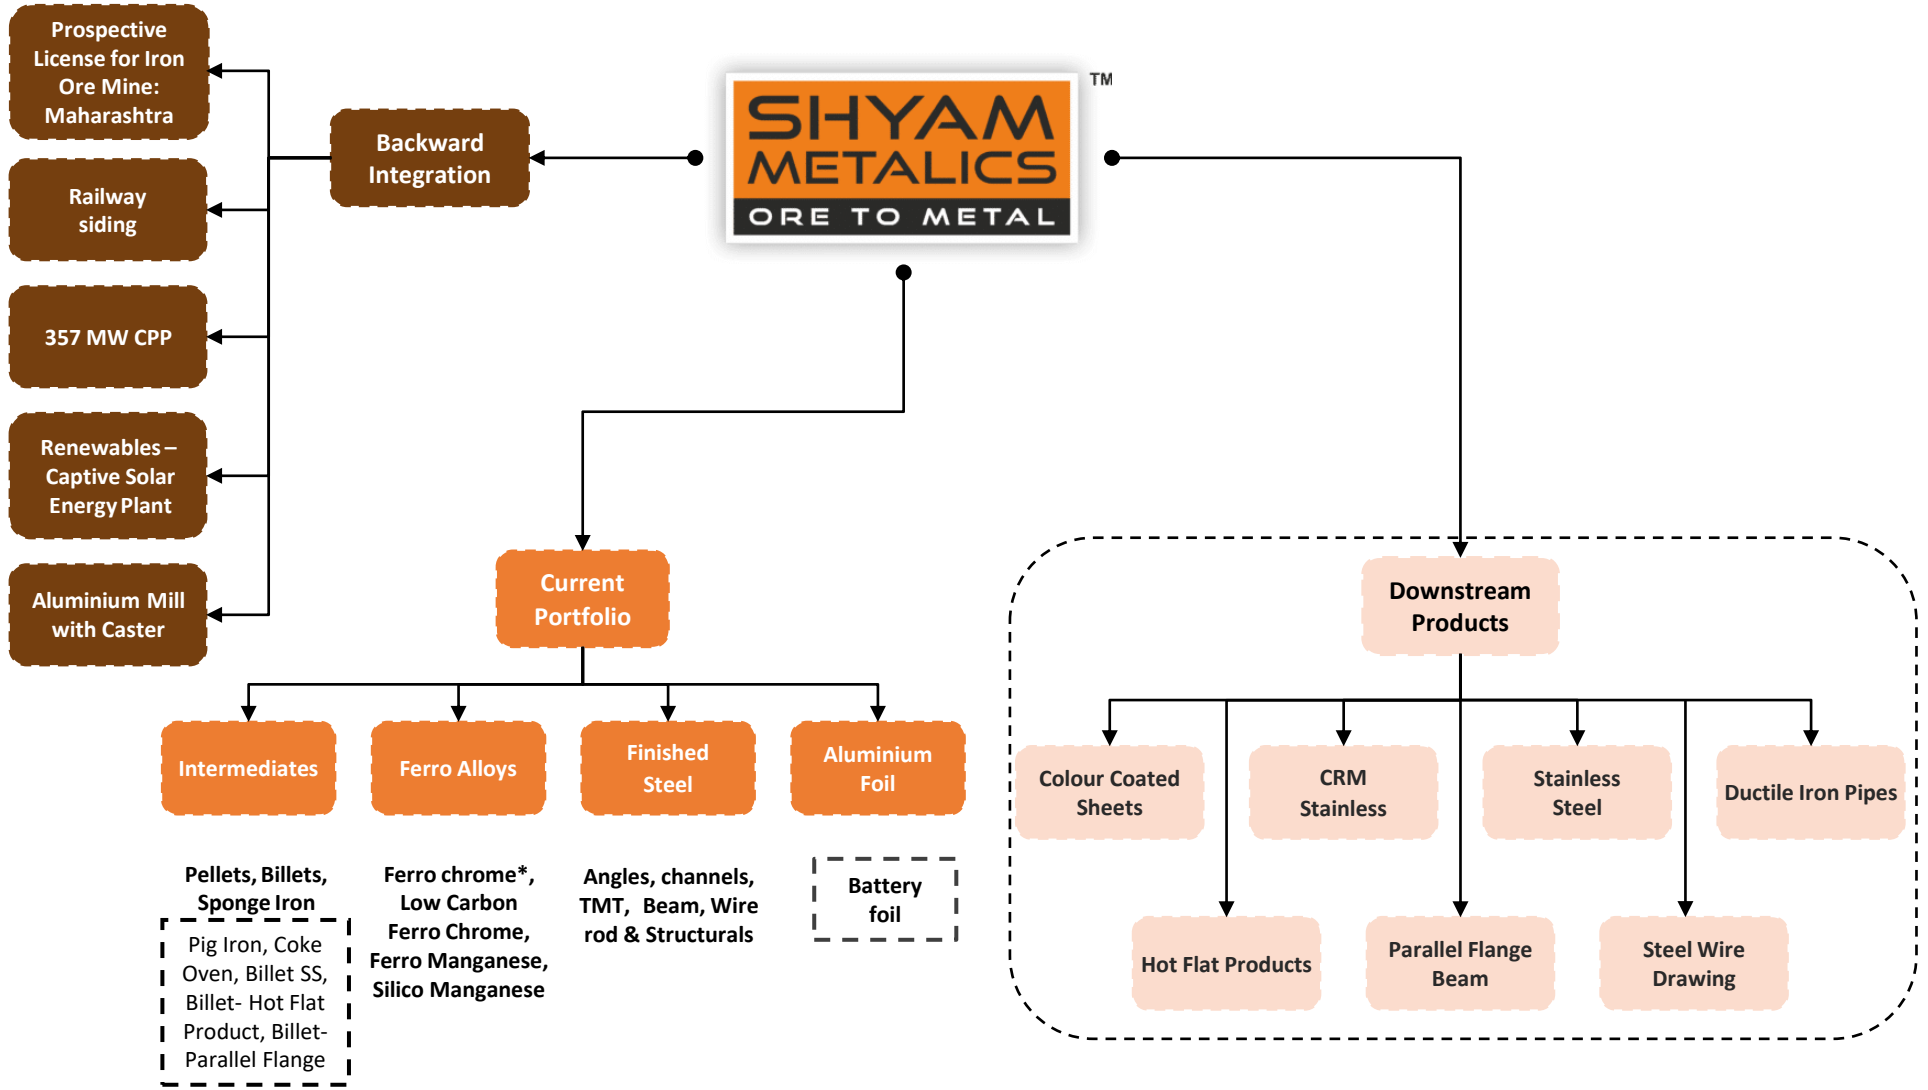 Prospective
License for Iron
Ore Mine:
Maharashtra
Railway
siding
357 MW CPP
Renewables –
Captive Solar
Energy Plant
Aluminium Mill
with Caster
Backward
Integration
SHYAM
METALICS
ORE TO METAL
TM
Current
Portfolio
Intermediates
Ferro Alloys
Finished
Steel
Aluminium
Foil
Pellets, Billets,
Sponge Iron
Pig Iron, Coke
Oven, Billet SS,
Billet- Hot Flat
Product, Billet-
Parallel Flange
Ferro chrome*,
Low Carbon
Ferro Chrome,
Ferro Manganese,
Silico Manganese
Angles, channels,
TMT, Beam, Wire
rod & Structurals
Battery
foil
Downstream
Products
Colour Coated
Sheets
CRM
Stainless
Stainless
Steel
Ductile Iron Pipes
Hot Flat Products
Parallel Flange
Beam
Steel Wire
Drawing